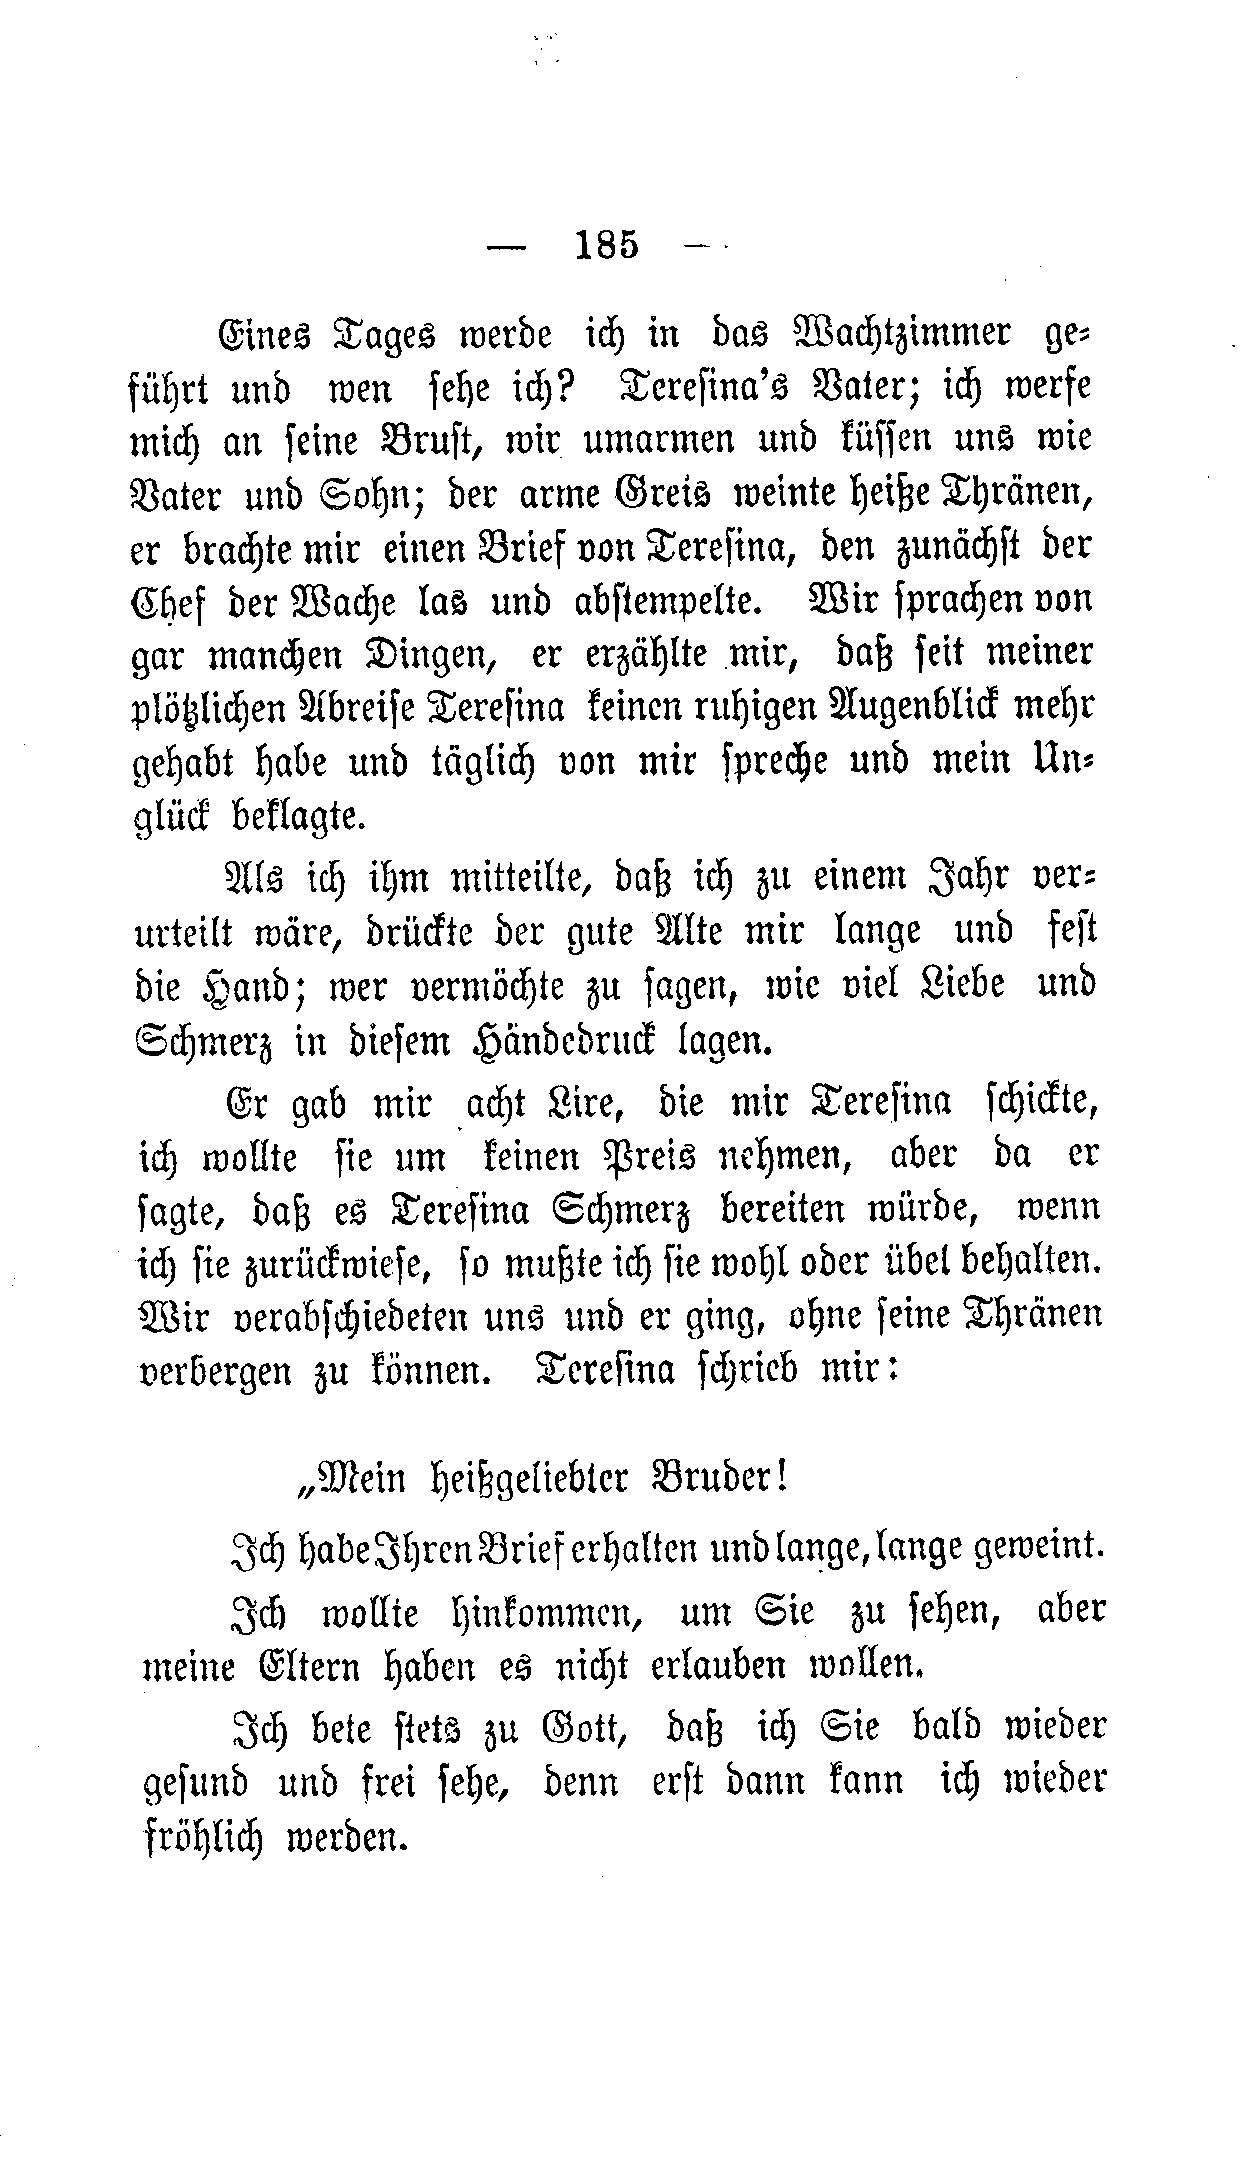 — 185 —
Eines Tages werde ich in das Wachtzimmer ge-
führt und wen sehe ich? Teresina's Vater; ich werfe
mich an seine Brust, wir umarmen und küssen uns wie
Vater und Sohn; der arme Greis weinte heiße Thränen,
er brachte mir einen Brief von Teresina, den zunächst der
Chef der Wache las und abstempelte. Wir sprachen von
gar manchen Dingen, er erzählte mir, daß seit meiner
plötzlichen Abreise Teresina keinen ruhigen Augenblick mehr
gehabt habe und täglich von mir spreche und mein Un-
glück beklagte.
Als ich ihm mitteilte, daß ich zu einem Jahr ver-
urteilt wäre, drückte der gute Alte mir lange und fest
die Hand; wer vermöchte zu sagen, wie viel Liebe und
Schmerz in diesem Händedruck lagen.
Er gab mir acht Lire, die mir Teresina schickte,
ich wollte sie um keinen Preis nehmen, aber da er
sagte, daß es Teresina Schmerz bereiten würde, wenn
ich sie zurückwiese, so mußte ich sie wohl oder übel behalten.
Wir verabschiedeten uns und er ging, ohne seine Thränen
verbergen zu können. Teresina schrieb mir:
„Mein heißgeliebter Bruder!
Ich habe Ihren Brief erhalten und lange, lange geweint.
Ich wollte hinkommen, um Sie zu sehen, aber
meine Eltern haben es nicht erlauben wollen.
Ich bete stets zu Gott, daß ich Sie bald wieder
gesund und frei sehe, denn erst dann kann ich wieder
fröhlich werden.